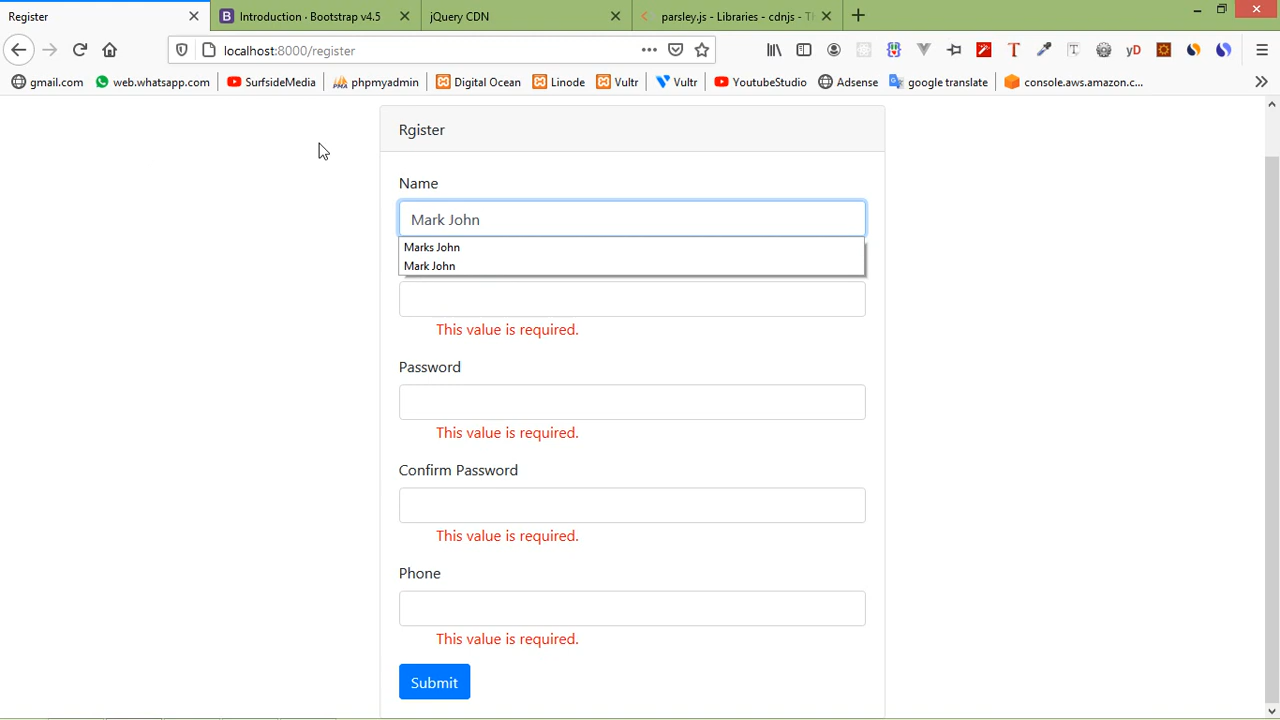 Register
Introduction · Bootstrap v4.5
jQuery CDN
parsley.js - Libraries - cdnjs - T
localhost:8000/register
T
T
yD
gmail.com
web.whatsapp.com
SurfsideMedia
phpmyadmin
Digital Ocean
Linode
Vultr
Vultr
YoutubeStudio
Adsense
google translate
console.aws.amazon.c...
Rgister
Name
Mark John
Marks John
Mark John
This value is required.
Password
This value is required.
Confirm Password
This value is required.
Phone
This value is required.
Submit